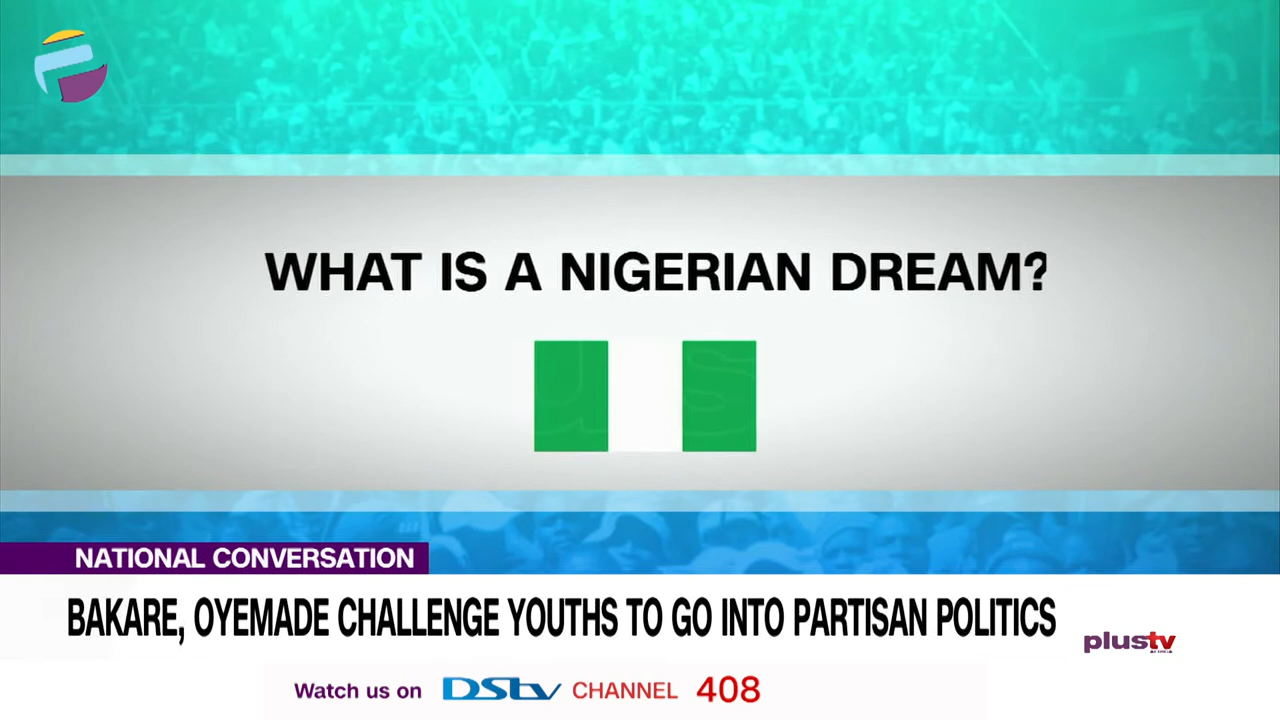 WHAT IS A NIGERIAN DREAM?
NATIONAL CONVERSATION
BAKARE, OYEMADE CHALLENGE YOUTHS TO GO INTO PARTISAN POLITICS
plustv
Watch us on DStv CHANNEL 408